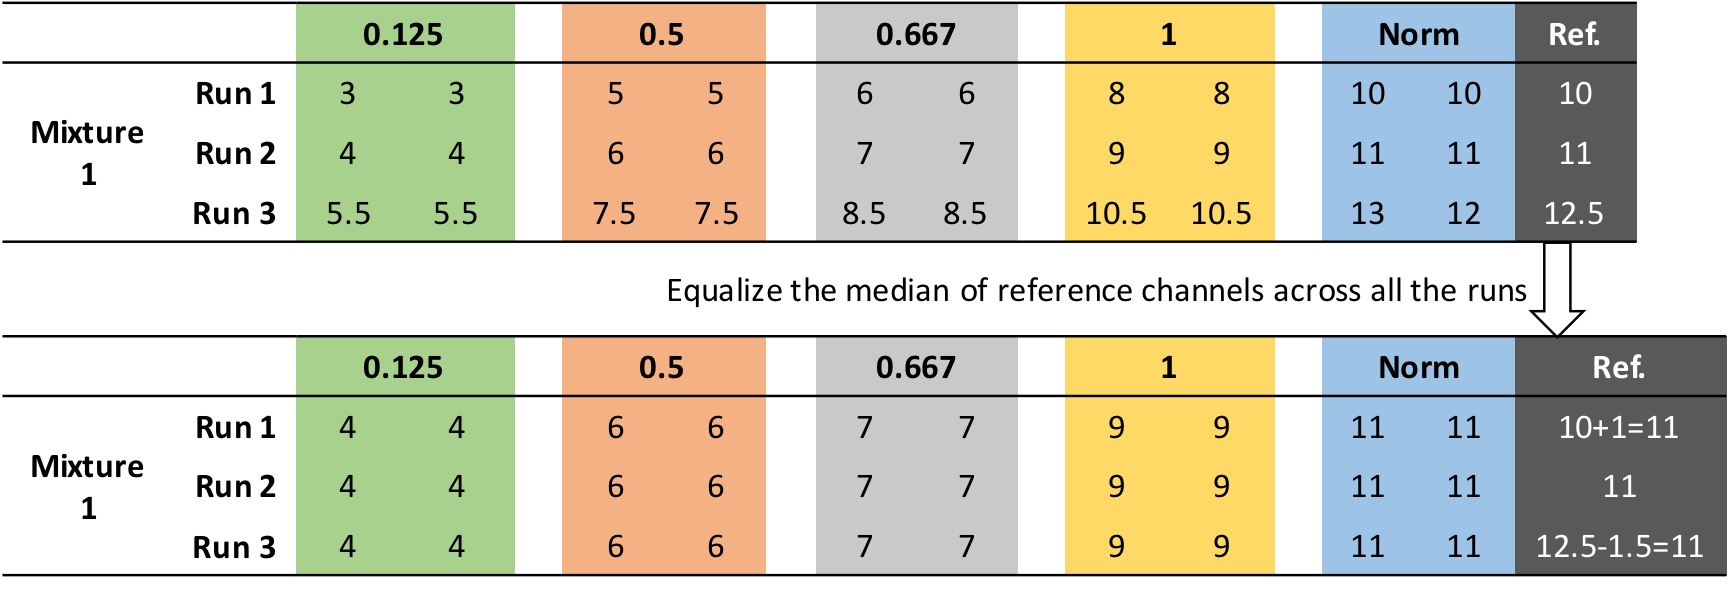 0.125 0.5 0.667 1 Norm Ref.
Mixture 1
Run 1 3 3 5 5 6 6 8 8 10 10 10
Run 2 4 4 6 6 7 7 9 9 11 11 11
Run 3 5.5 5.5 7.5 7.5 8.5 8.5 10.5 10.5 13 12 12.5
Equalize the median of reference channels across all the runs
0.125 0.5 0.667 1 Norm Ref.
Mixture 1
Run 1 4 4 6 6 7 7 9 9 11 11 10+1=11
Run 2 4 4 6 6 7 7 9 9 11 11 11
Run 3 4 4 6 6 7 7 9 9 11 11 12.5-1.5=11